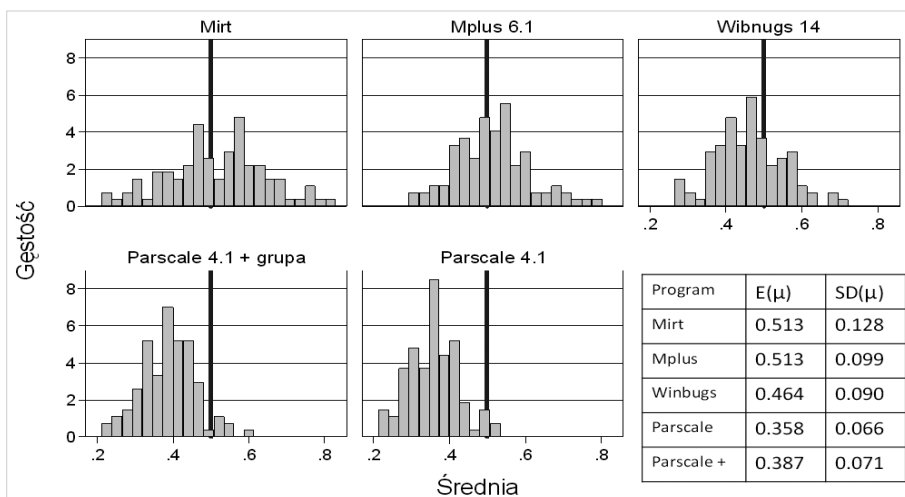 Mirt
Mplus 6.1
Wibnugs 14
8
6
4
2
0
.2 .4 .6 .8
Gęstość
Parscale 4.1 + grupa
Parscale 4.1
8
6
4
2
0
.2 .4 .6 .8
.2 .4 .6 .8
Średnia
Program E(μ) SD(μ)
Mirt 0.513 0.128
Mplus 0.513 0.099
Winbugs 0.464 0.090
Parscale 0.358 0.066
Parscale + 0.387 0.071